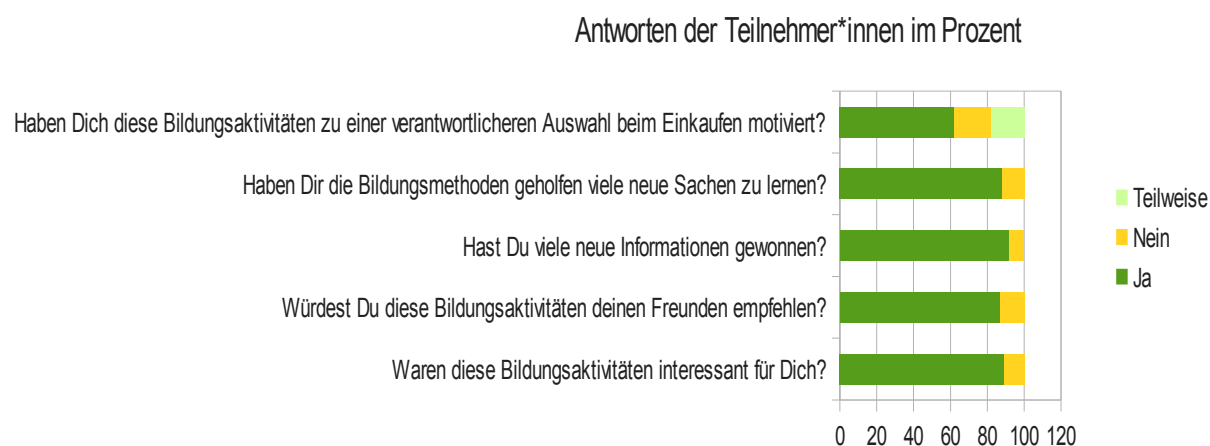 Antworten der Teilnehmer*innen im Prozent
Haben Dich diese Bildungsaktivitäten zu einer verantwortlicheren Auswahl beim Einkaufen motiviert?
Haben Dir die Bildungsmethoden geholfen viele neue Sachen zu lernen?
Hast Du viele neue Informationen gewonnen?
Würdest Du diese Bildungsaktivitäten deinen Freunden empfehlen?
Waren diese Bildungsaktivitäten interessant für Dich?
0 20 40 60 80 100 120
Teilweise
Nein
Ja